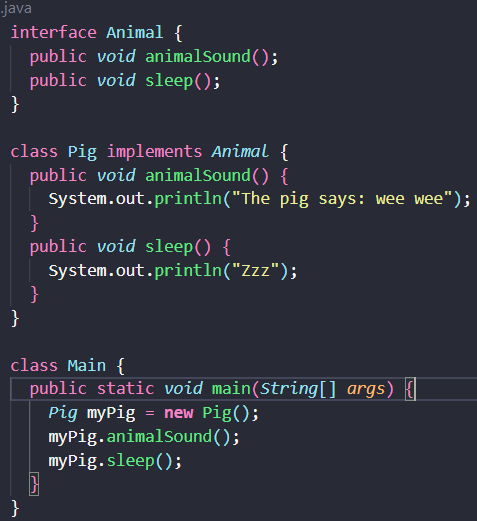 .java
interface Animal {
  public void animalSound();
  public void sleep();
}

class Pig implements Animal {
  public void animalSound() {
    System.out.println("The pig says: wee wee");
  }
  public void sleep() {
    System.out.println("Zzz");
  }
}

class Main {
  public static void main(String[] args) {
    Pig myPig = new Pig();
    myPig.animalSound();
    myPig.sleep();
  }
}